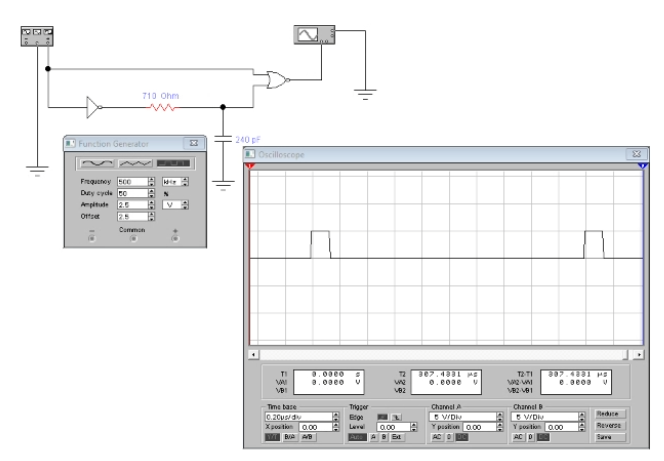 710 Ohm
240 pF
Function Generator
Frequency 500 kHz
Duty cycle 50 %
Amplitude 2.5 V
Offset 2.5
- Common +
Oscilloscope
1 2
T1 0.0000 s T2 307.4331 µs T2-T1 307.4331 µs
VA1 0.0000 V VA2 0.0000 V VA2-VA1 0.0000 V
VB1 VB2 VB2-VB1
Time base Trigger Channel A Channel B
0.20µs/div Edge 5 V/Div 5 V/Div Reduce
X position 0.00 Level 0.00 Y position 0.00 Y position 0.00 Reverse
Y/T B/A A/B Auto A B Ext AC 0 DC AC 0 DC Save